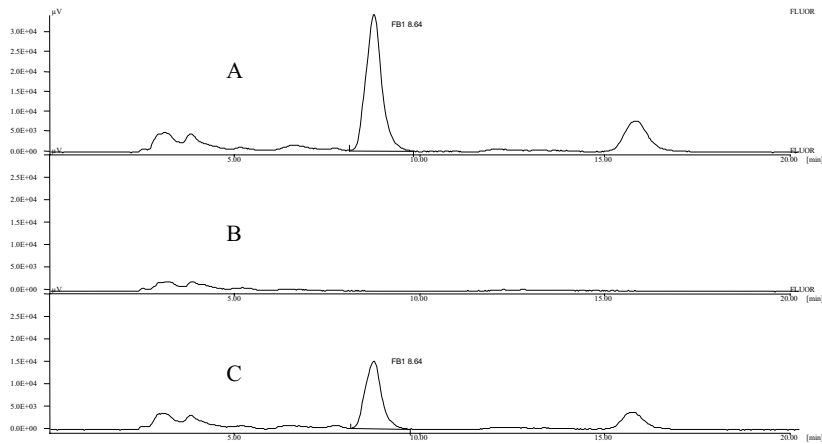 µV FLUOR
3.0E+04 FB1 8.64
2.5E+04
2.0E+04 A
1.5E+04
1.0E+04
5.0E+03
0.0E+00
5.00 10.00 15.00 20.00
µV FLUOR
[min]
2.5E+04
2.0E+04
1.5E+04 B
1.0E+04
5.0E+03
0.0E+00
5.00 10.00 15.00 20.00
µV FLUOR
[min]
2.5E+04
2.0E+04
1.5E+04 FB1 8.64
1.0E+04 C
5.0E+03
0.0E+00
5.00 10.00 15.00 20.00
[min]